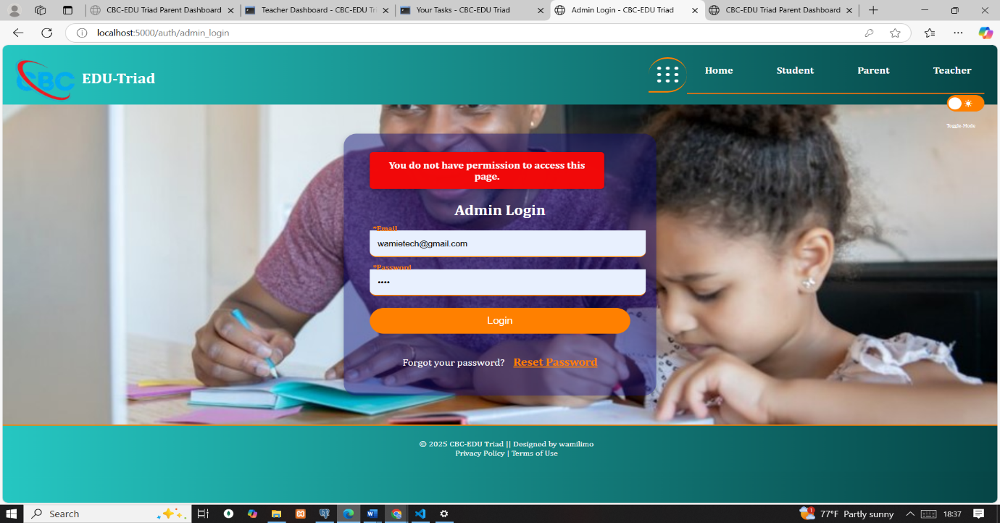 CBC-EDU Triad Parent Dashboard
Teacher Dashboard - CBC-EDU Tr
Your Tasks - CBC-EDU Triad
Admin Login - CBC-EDU Triad
CBC-EDU Triad Parent Dashboard
localhost:5000/auth/admin_login
CBC EDU-Triad
Home
Student
Parent
Teacher
Toggle-Mode
You do not have permission to access this
page.
Admin Login
*Email
wamietech@gmail.com
*Password
Login
Forgot your password? Reset Password
© 2025 CBC-EDU Triad || Designed by wamilimo
Privacy Policy | Terms of Use
Search
1
77°F Partly sunny
18:37